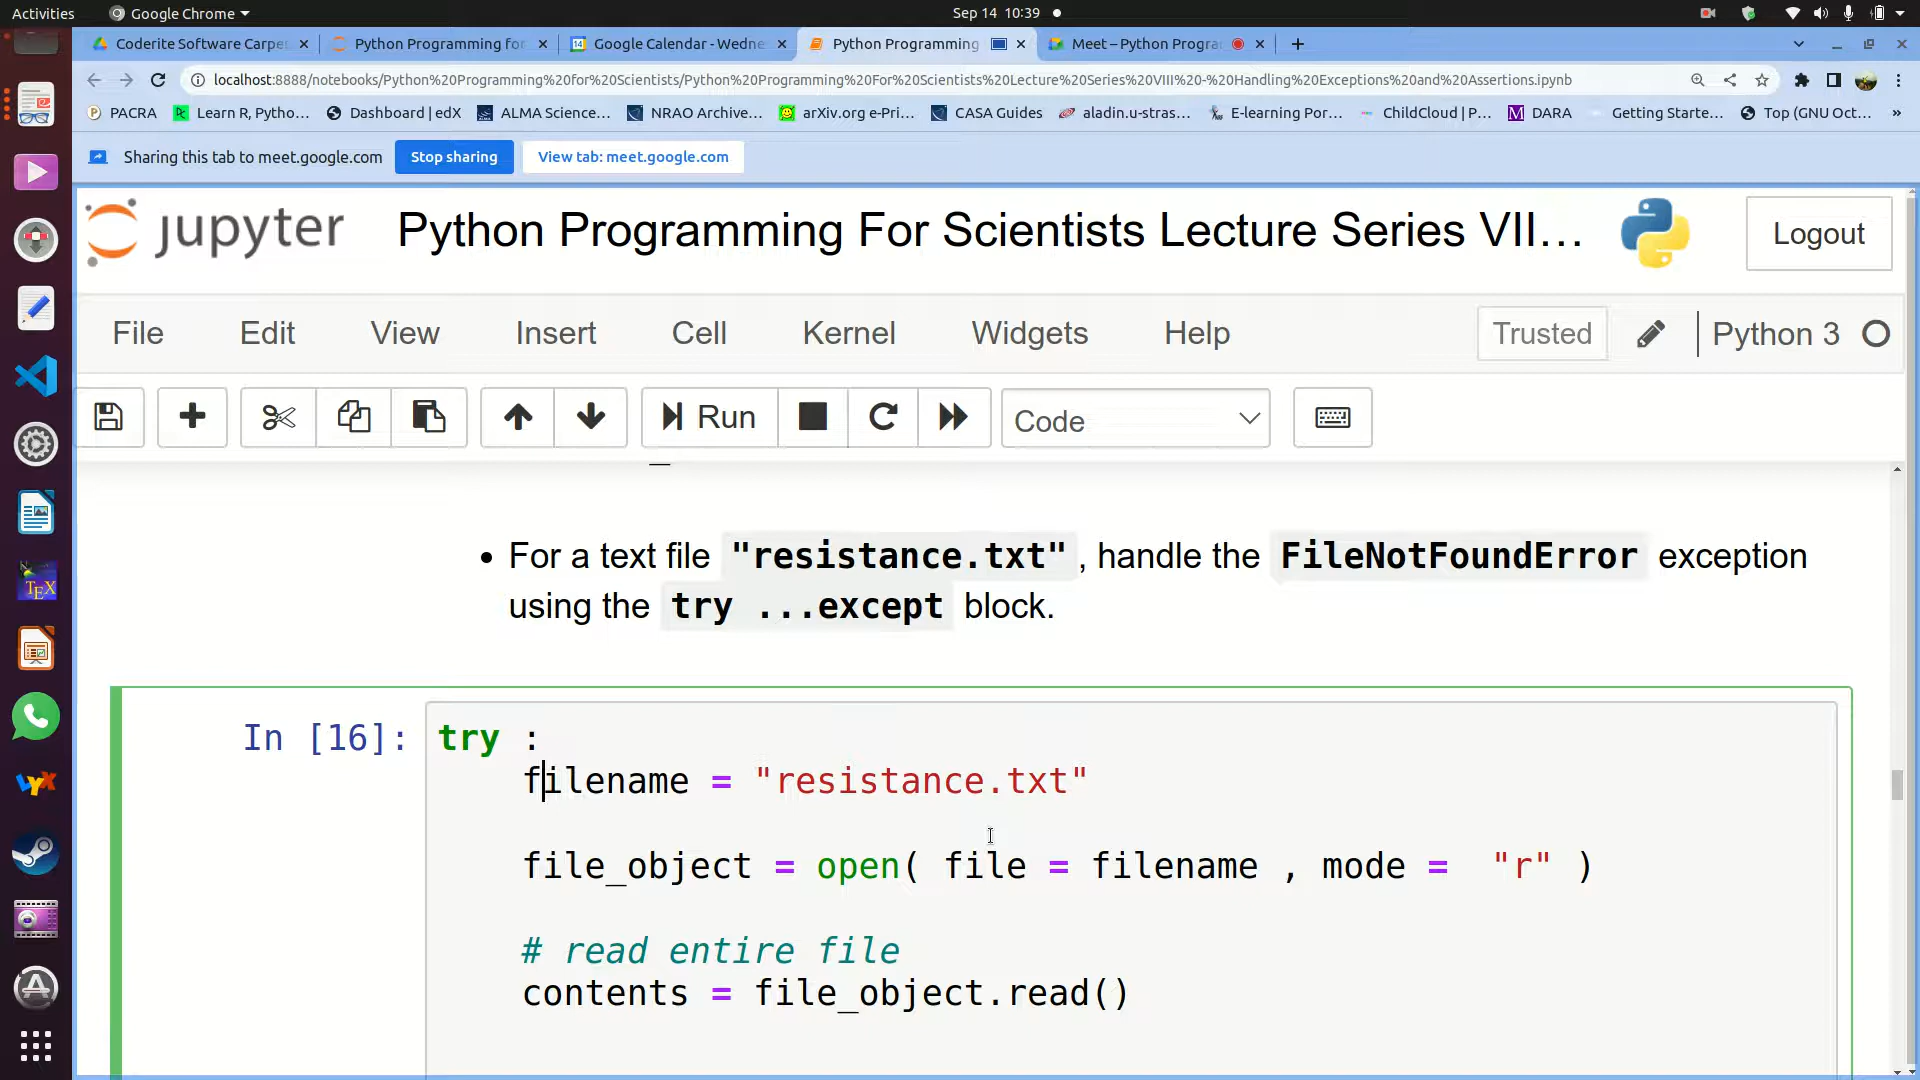 Activities
Google Chrome
Sep 14 10:39
Coderite Software Carpe
Python Programming for
Google Calendar - Wedne
Python Programming
Meet – Python Progra
localhost:8888/notebooks/Python%20Programming%20for%20Scientists/Python%20Programming%20For%20Scientists%20Lecture%20Series%20VIII%20-%20Handling%20Exceptions%20and%20Assertions.ipynb
PACRA
Learn R, Pytho...
Dashboard | edX
ALMA Science...
NRAO Archive...
arXiv.org e-Pri...
CASA Guides
aladin.u-stras...
E-learning Por...
ChildCloud | P...
DARA
Getting Starte...
Top (GNU Oct...
»
Sharing this tab to meet.google.com
Stop sharing
View tab: meet.google.com
jupyter
Python Programming For Scientists Lecture Series VII...
Logout
File Edit View Insert Cell Kernel Widgets Help
Trusted
Python 3
Run
Code
• For a text file "resistance.txt" , handle the FileNotFoundError exception
using the try ...except block.
In [16]:
try :
filename = "resistance.txt"
file_object = open( file = filename , mode = "r" )
# read entire file
contents = file_object.read()
TEX
LYX